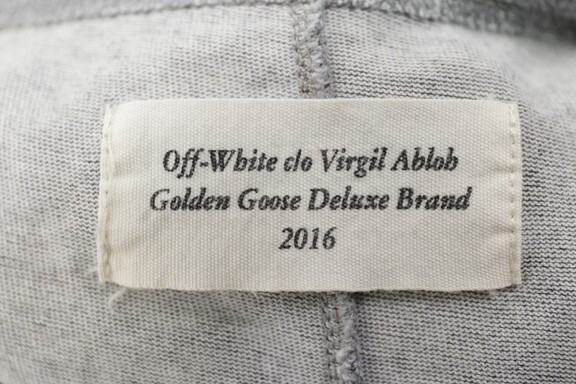 Off-White c/o Virgil Abloh
Golden Goose Deluxe Brand
2016